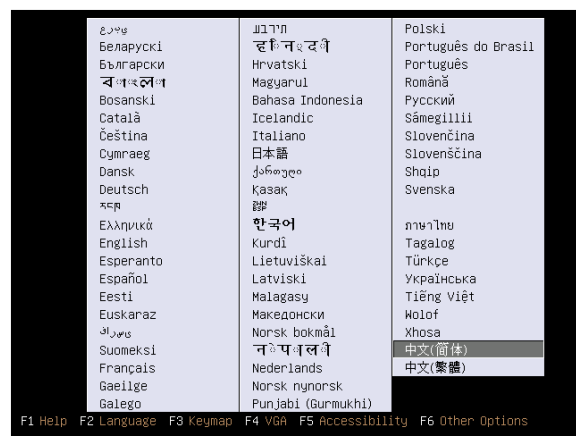 Беларуски
Български
Bosanski
Català
Čeština
Cymraeg
Dansk
Deutsch
Ελληνικά
English
Esperanto
Español
Eesti
Euskaraz
Suomeksi
Français
Gaeilge
Galego
תירבע
हिन्दी
Hrvatski
Magyarul
Bahasa Indonesia
Icelandic
Italiano
日本語
ქართული
Қазақ
한국어
Kurdî
Lietuviškai
Latviski
Malagasy
Македонски
Norsk bokmål
नेपाली
Nederlands
Norsk nynorsk
Punjabi (Gurmukhi)
Polski
Português do Brasil
Português
Română
Русский
Sámegillii
Slovenčina
Slovenščina
Shqip
Svenska
ภาษาไทย
Tagalog
Türkçe
Українська
Tiếng Việt
Wolof
Xhosa
中文(简体)
中文(繁體)
F1 Help F2 Language F3 Keymap F4 VGA F5 Accessibility F6 Other Options